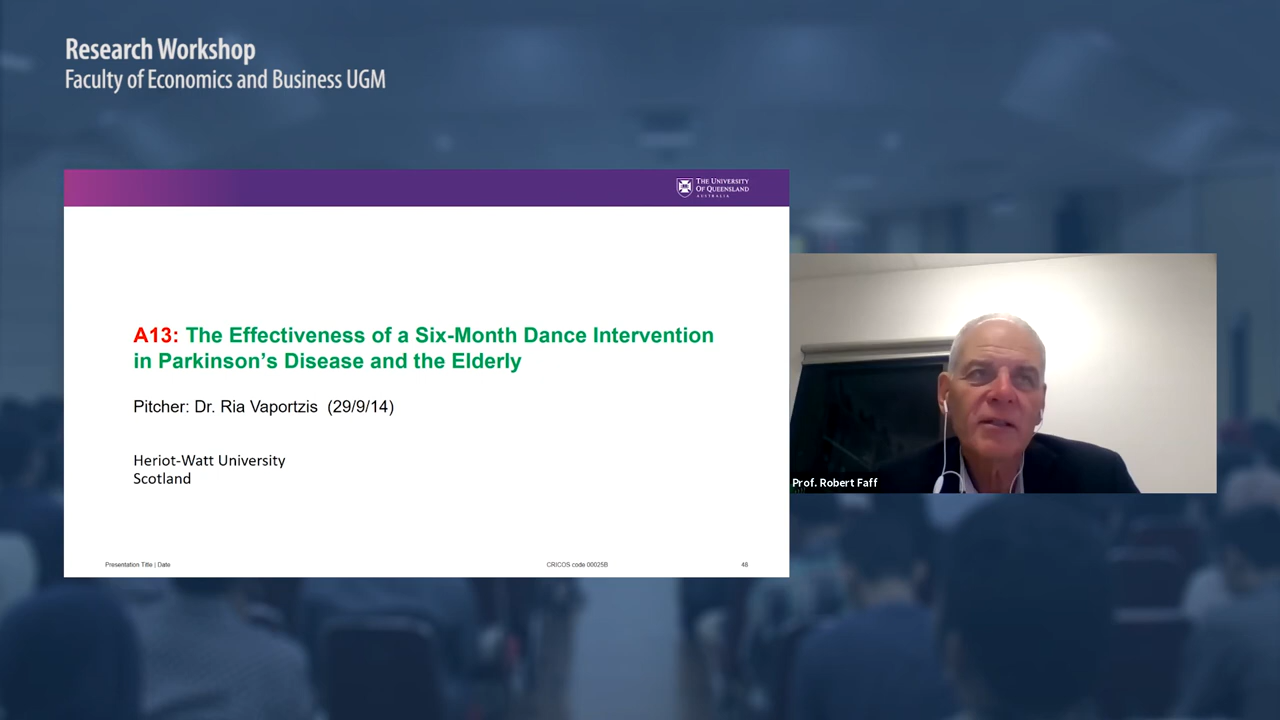 Research Workshop
Faculty of Economics and Business UGM
THE UNIVERSITY
OF QUEENSLAND
AUSTRALIA
A13: The Effectiveness of a Six-Month Dance Intervention
in Parkinson's Disease and the Elderly
Pitcher: Dr. Ria Vaportzis (29/9/14)
Heriot-Watt University
Scotland
Prof. Robert Faff
Presentation Title | Date
CRICOS code 00025B
48